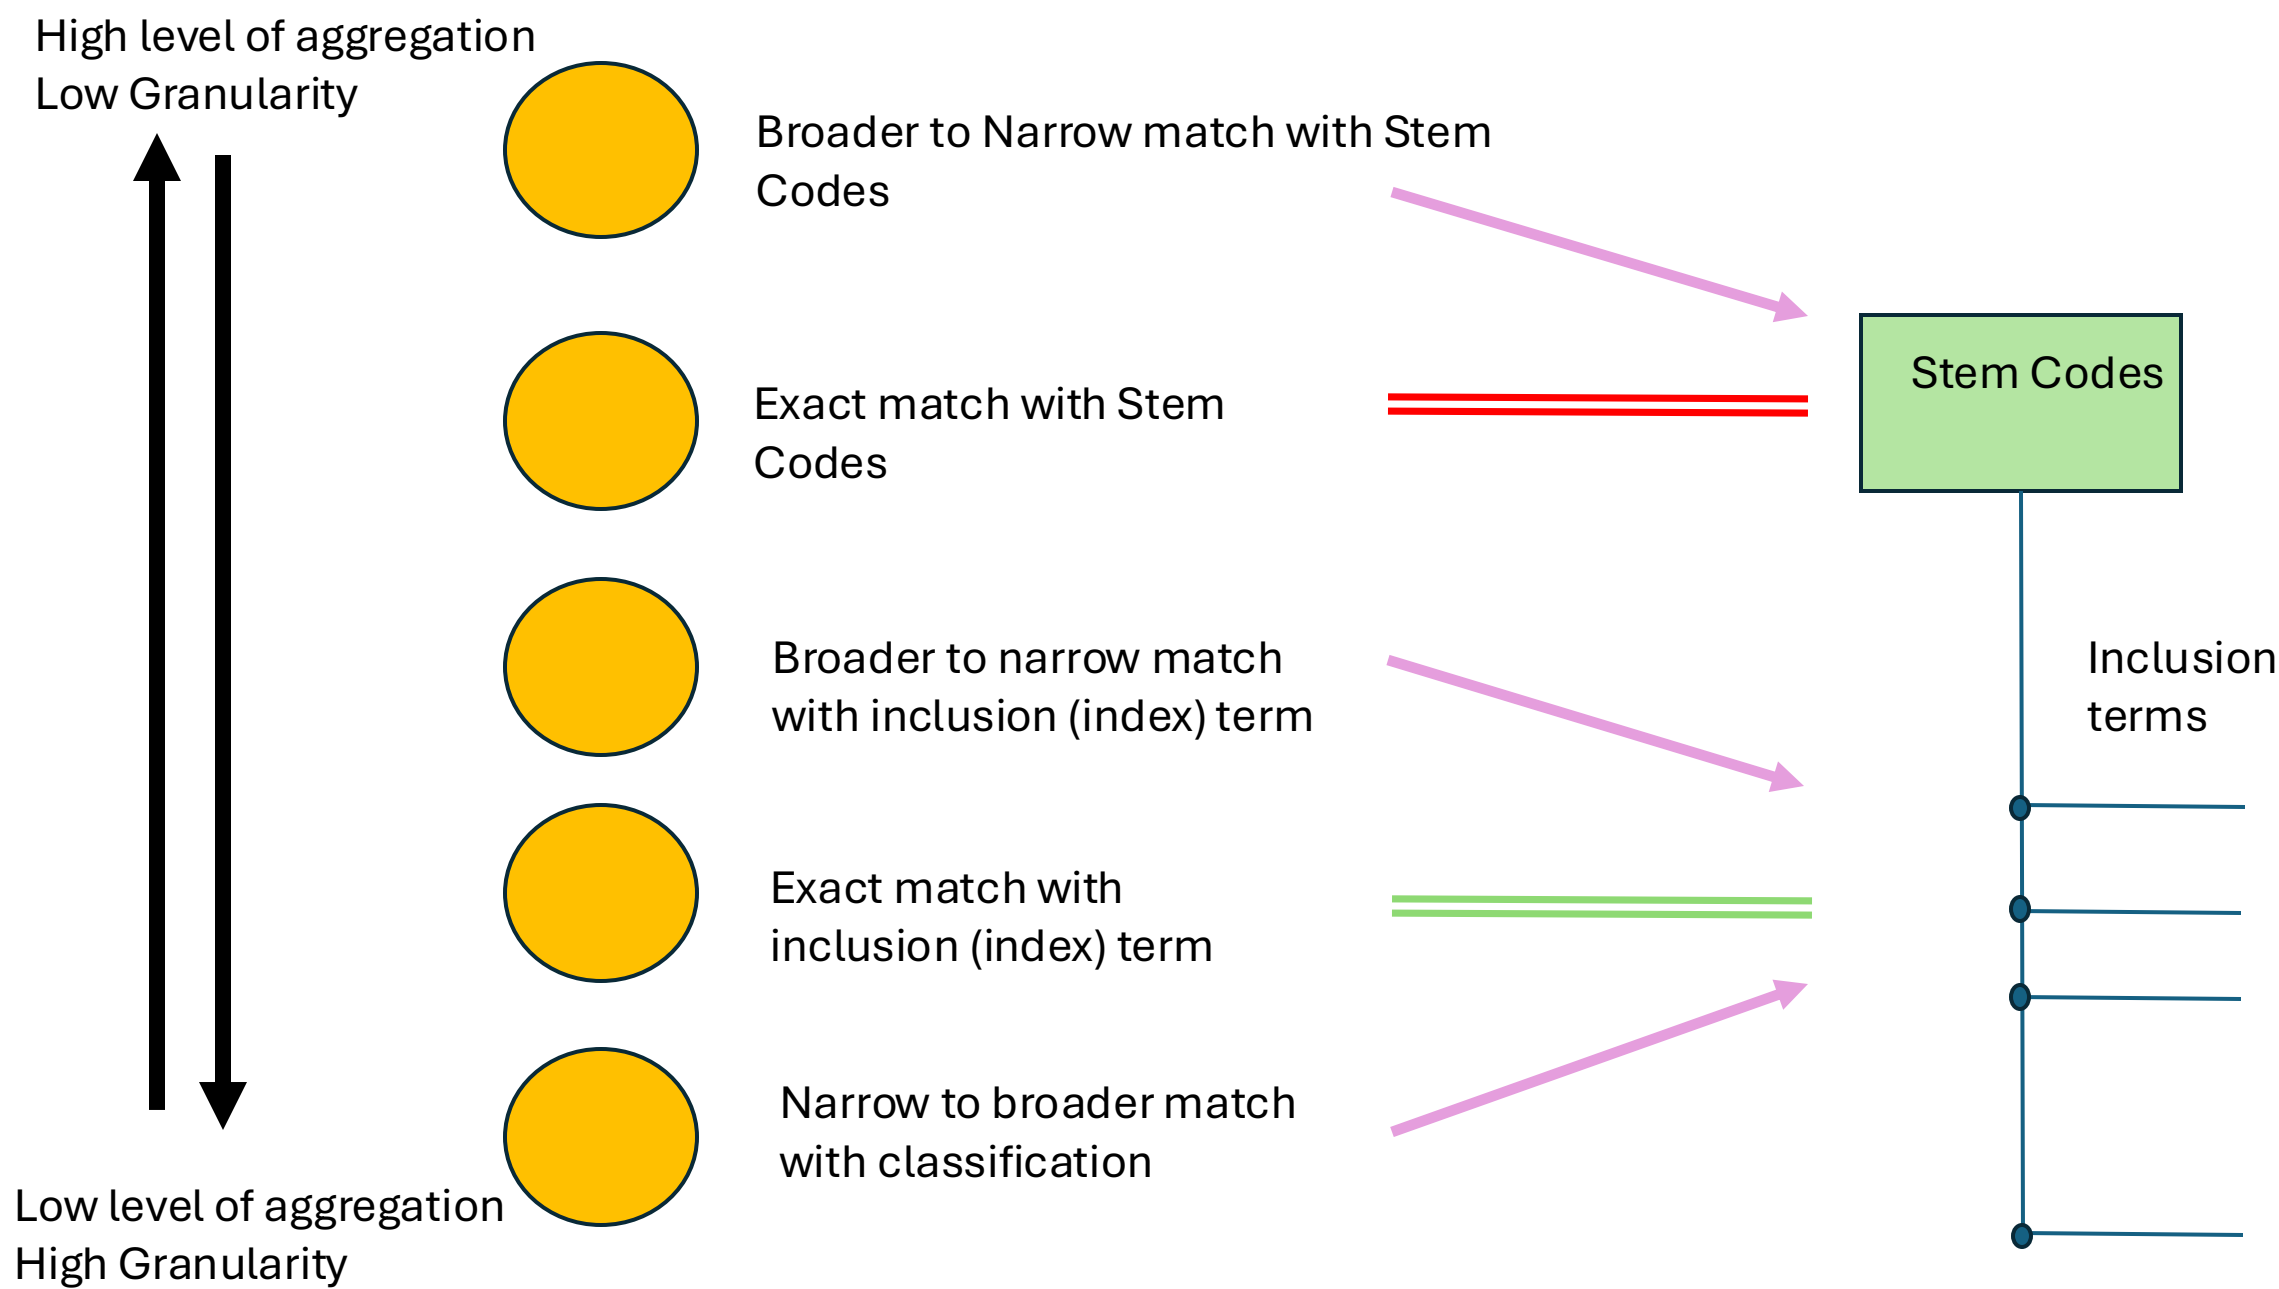 High level of aggregation
Low Granularity
Broader to Narrow match with Stem
Codes
Exact match with Stem
Codes
Stem Codes
Broader to narrow match
with inclusion (index) term
Inclusion
terms
Exact match with
inclusion (index) term
Narrow to broader match
with classification
Low level of aggregation
High Granularity